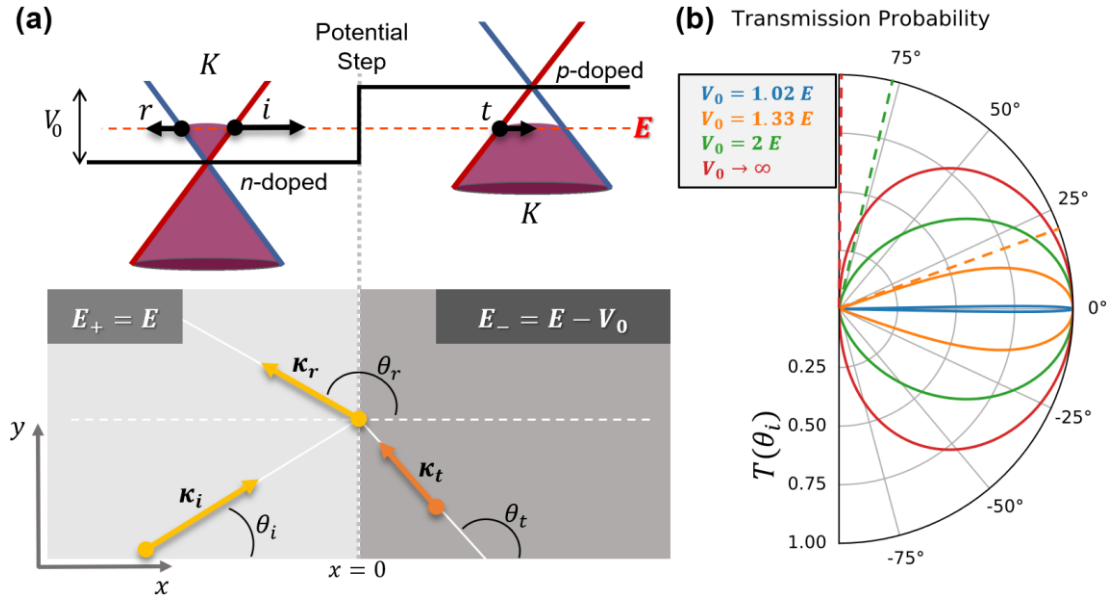 (a)
Potential
Step
K
p-doped
V₀
r
i
t
E
n-doped
K
E₊ = E
E₋ = E − V₀
κᵣ
θᵣ
y
κₜ
κᵢ
θᵢ
θₜ
x
x = 0
(b) Transmission Probability
V₀ = 1.02 E
V₀ = 1.33 E
V₀ = 2 E
V₀ → ∞
75°
50°
25°
0°
-25°
-50°
-75°
0.25
0.50
0.75
1.00
T(θᵢ)